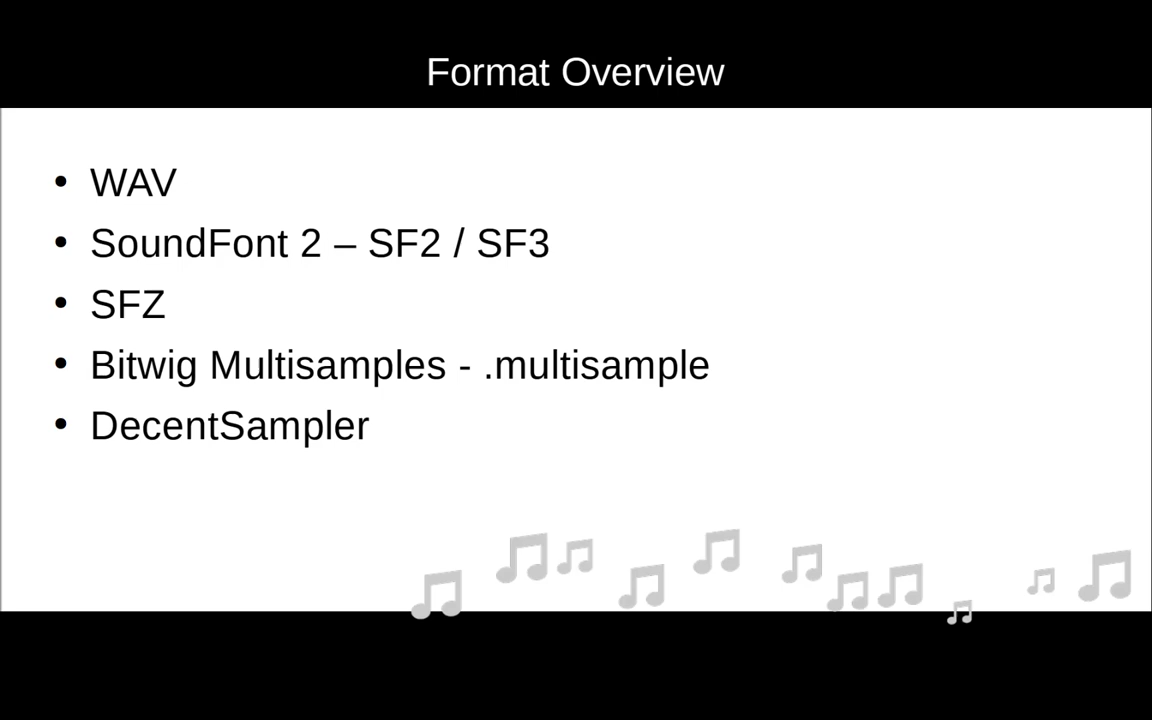 Format Overview
• WAV
• SoundFont 2 – SF2 / SF3
• SFZ
• Bitwig Multisamples - .multisample
• DecentSampler